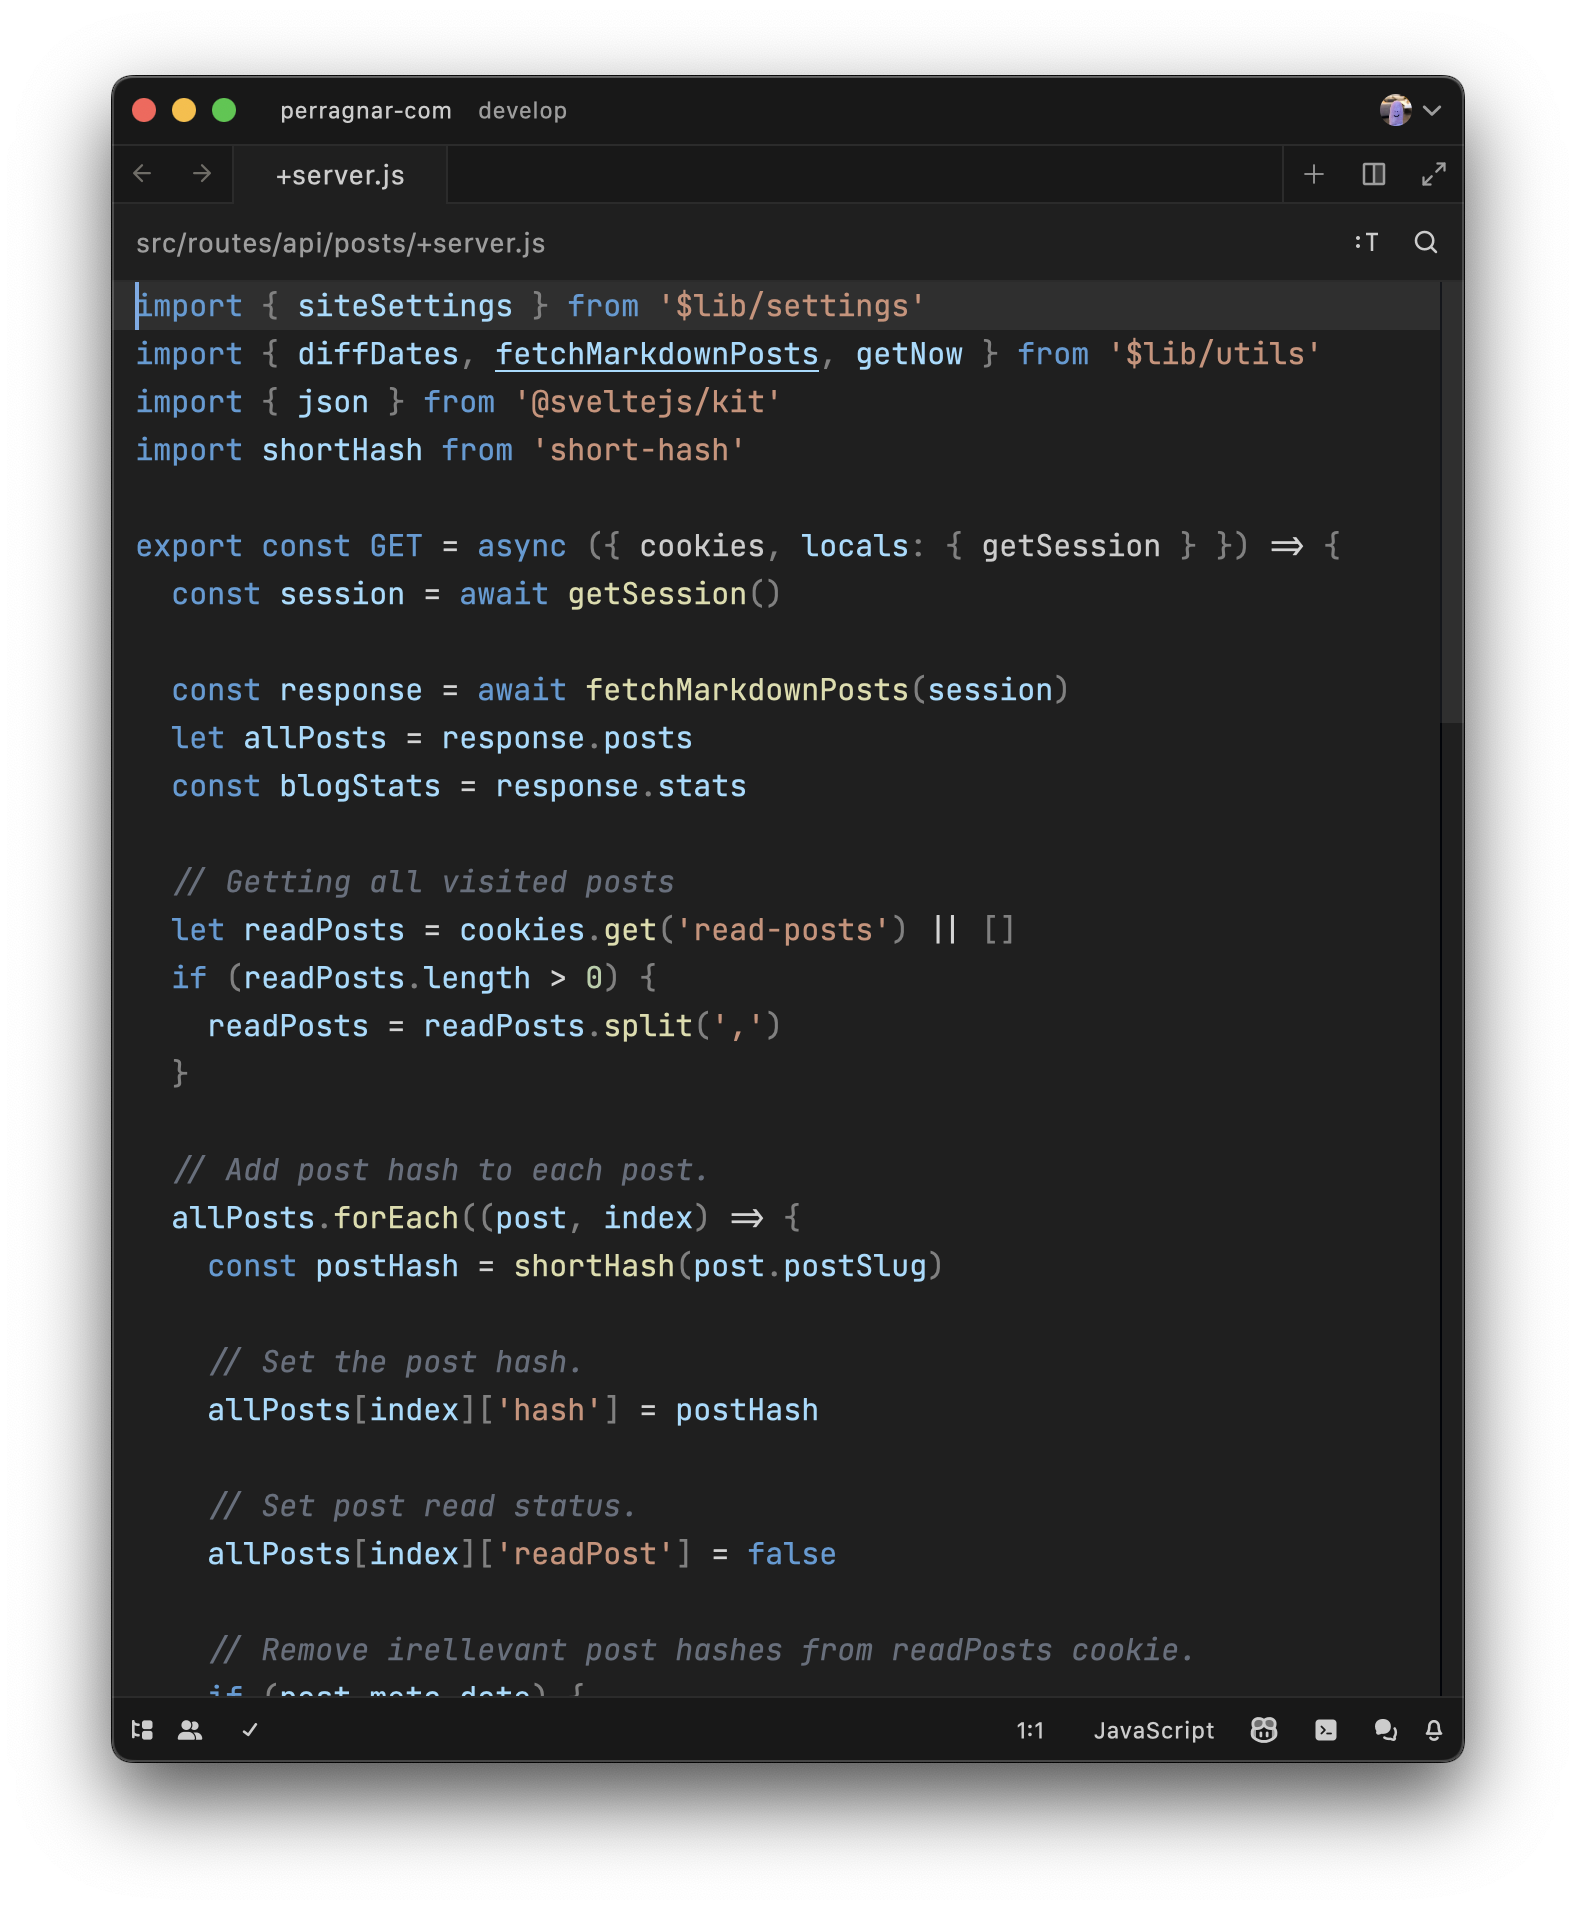 perragnar-com develop
+server.js
src/routes/api/posts/+server.js
:T
import { siteSettings } from '$lib/settings'
import { diffDates, fetchMarkdownPosts, getNow } from '$lib/utils'
import { json } from '@sveltejs/kit'
import shortHash from 'short-hash'
export const GET = async ({ cookies, locals: { getSession } }) => {
const session = await getSession()
const response = await fetchMarkdownPosts(session)
let allPosts = response.posts
const blogStats = response.stats
// Getting all visited posts
let readPosts = cookies.get('read-posts') || []
if (readPosts.length > 0) {
readPosts = readPosts.split(',')
}
// Add post hash to each post.
allPosts.forEach((post, index) => {
const postHash = shortHash(post.postSlug)
// Set the post hash.
allPosts[index]['hash'] = postHash
// Set post read status.
allPosts[index]['readPost'] = false
// Remove irellevant post hashes from readPosts cookie.
if (post.meta.date) {
1:1 JavaScript